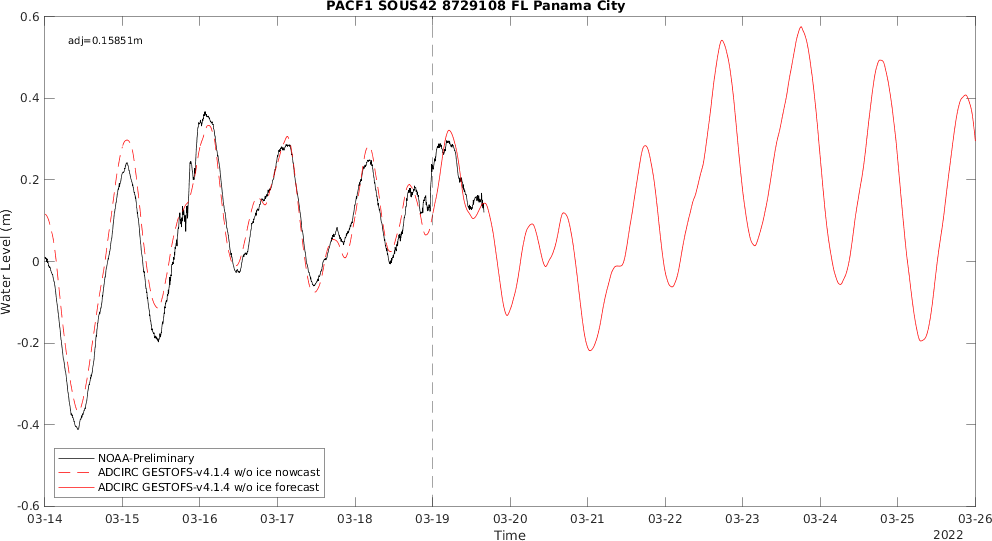 PACF1 SOUS42 8729108 FL Panama City
adj=0.15851m
Water Level (m)
0.6
0.4
0.2
0
-0.2
-0.4
-0.6
NOAA-Preliminary
ADCIRC GESTOFS-v4.1.4 w/o ice nowcast
ADCIRC GESTOFS-v4.1.4 w/o ice forecast
03-14 03-15 03-16 03-17 03-18 03-19 03-20 03-21 03-22 03-23 03-24 03-25 03-26
Time
2022